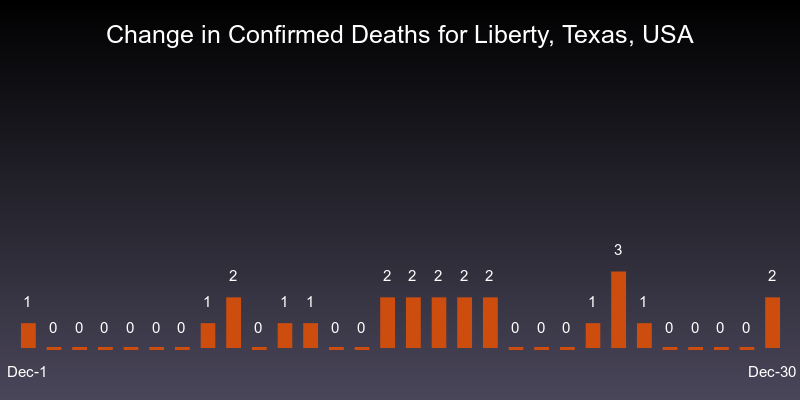 Change in Confirmed Deaths for Liberty, Texas, USA
3
2 2 2 2 2 2 2
1 1 1 1 1 1
0 0 0 0 0 0 0 0 0 0 0 0 0 0 0 0
Dec-1 Dec-30